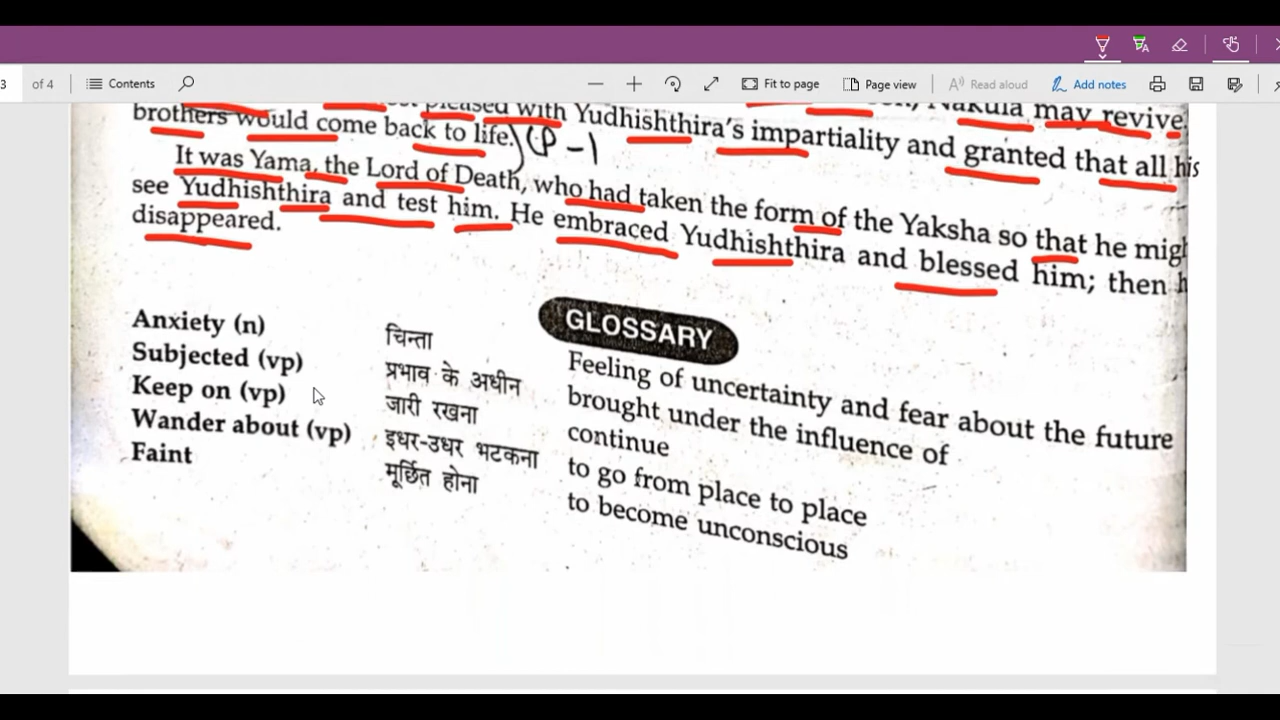 3 of 4 Contents Fit to page Page view Read aloud Add notes
pleased with Yudhishthira's impartiality and granted that all his
Nakula may revive.
brothers would come back to life. (P-1
It was Yama, the Lord of Death, who had taken the form of the Yaksha so that he
see Yudhishthira and test him. He embraced Yudhishthira and blessed him; then
disappeared.
GLOSSARY
Anxiety (n) चिन्ता Feeling of uncertainty and fear about the future
Subjected (vp) प्रभाव के अधीन brought under the influence of
Keep on (vp) जारी रखना continue
Wander about (vp) इधर-उधर भटकना to go from place to place
Faint मूर्छित होना to become unconscious